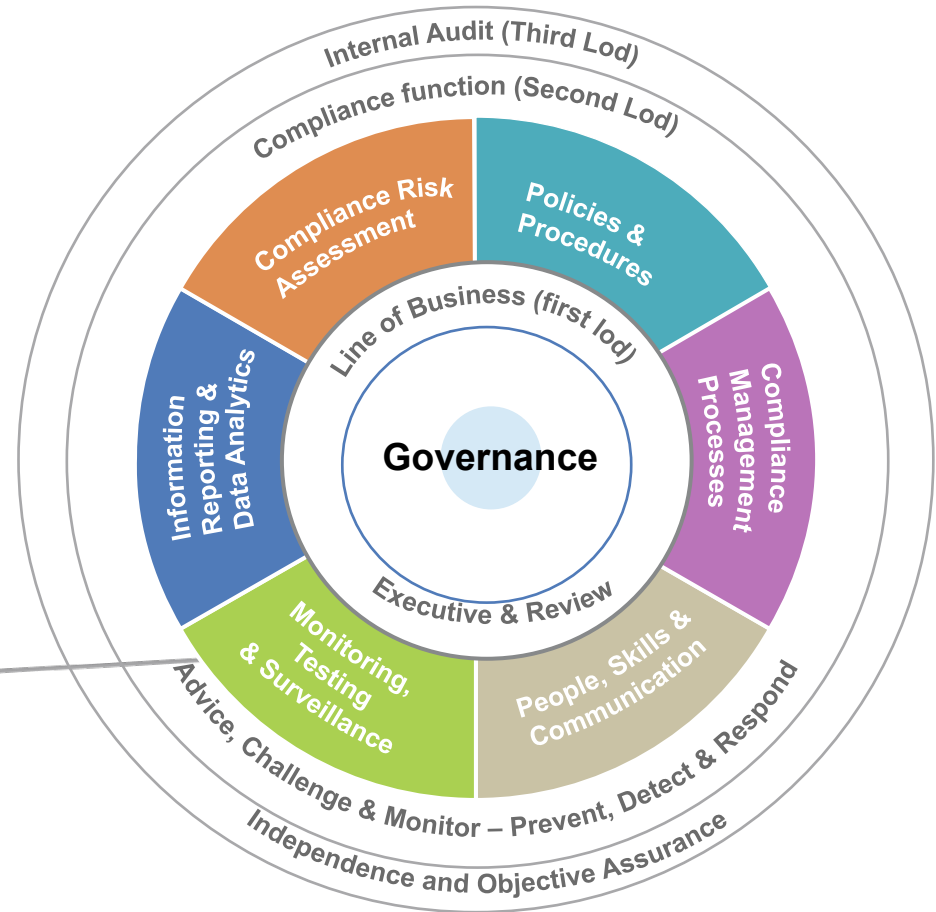 Internal Audit (Third Lod)
Compliance function (Second Lod)
Compliance Risk
Assessment
Policies &
Procedures
Line of Business (first lod)
Information
Reporting &
Data Analytics
Governance
Compliance
Management
Processes
Executive & Review
Monitoring,
Testing
& Surveillance
People, Skills &
Communication
Advice, Challenge & Monitor – Prevent, Detect & Respond
Independence and Objective Assurance